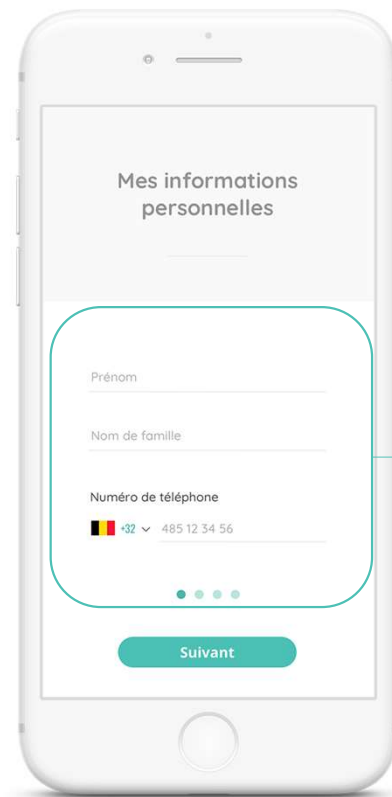 Mes informations
personnelles
Prénom
Nom de famille
Numéro de téléphone
+32 485 12 34 56
Suivant